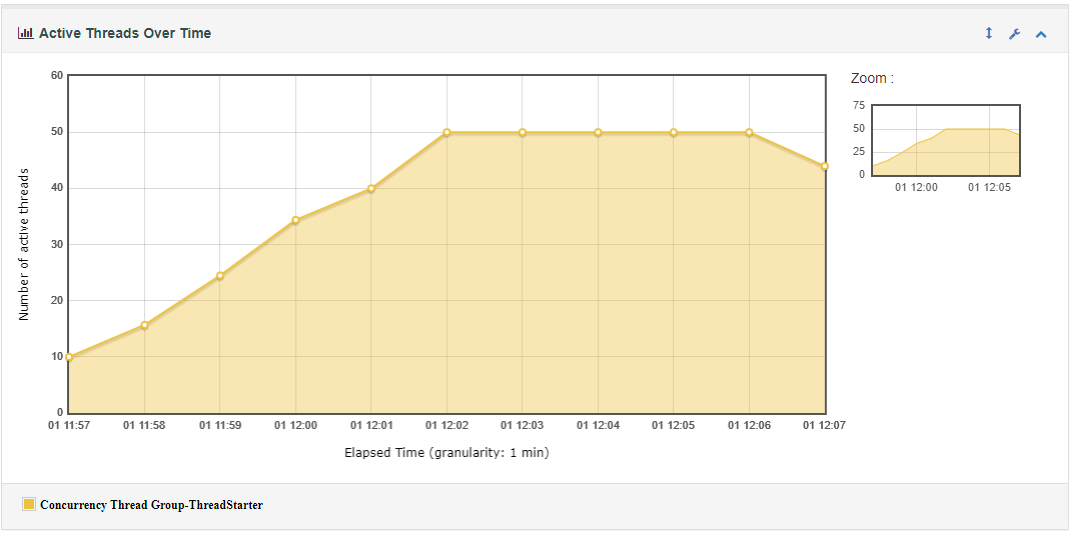 Active Threads Over Time
Zoom :
60
50
40
30
20
10
0
Number of active threads
01 11:57 01 11:58 01 11:59 01 12:00 01 12:01 01 12:02 01 12:03 01 12:04 01 12:05 01 12:06 01 12:07
Elapsed Time (granularity: 1 min)
75
50
25
0
01 12:00 01 12:05
Concurrency Thread Group-ThreadStarter